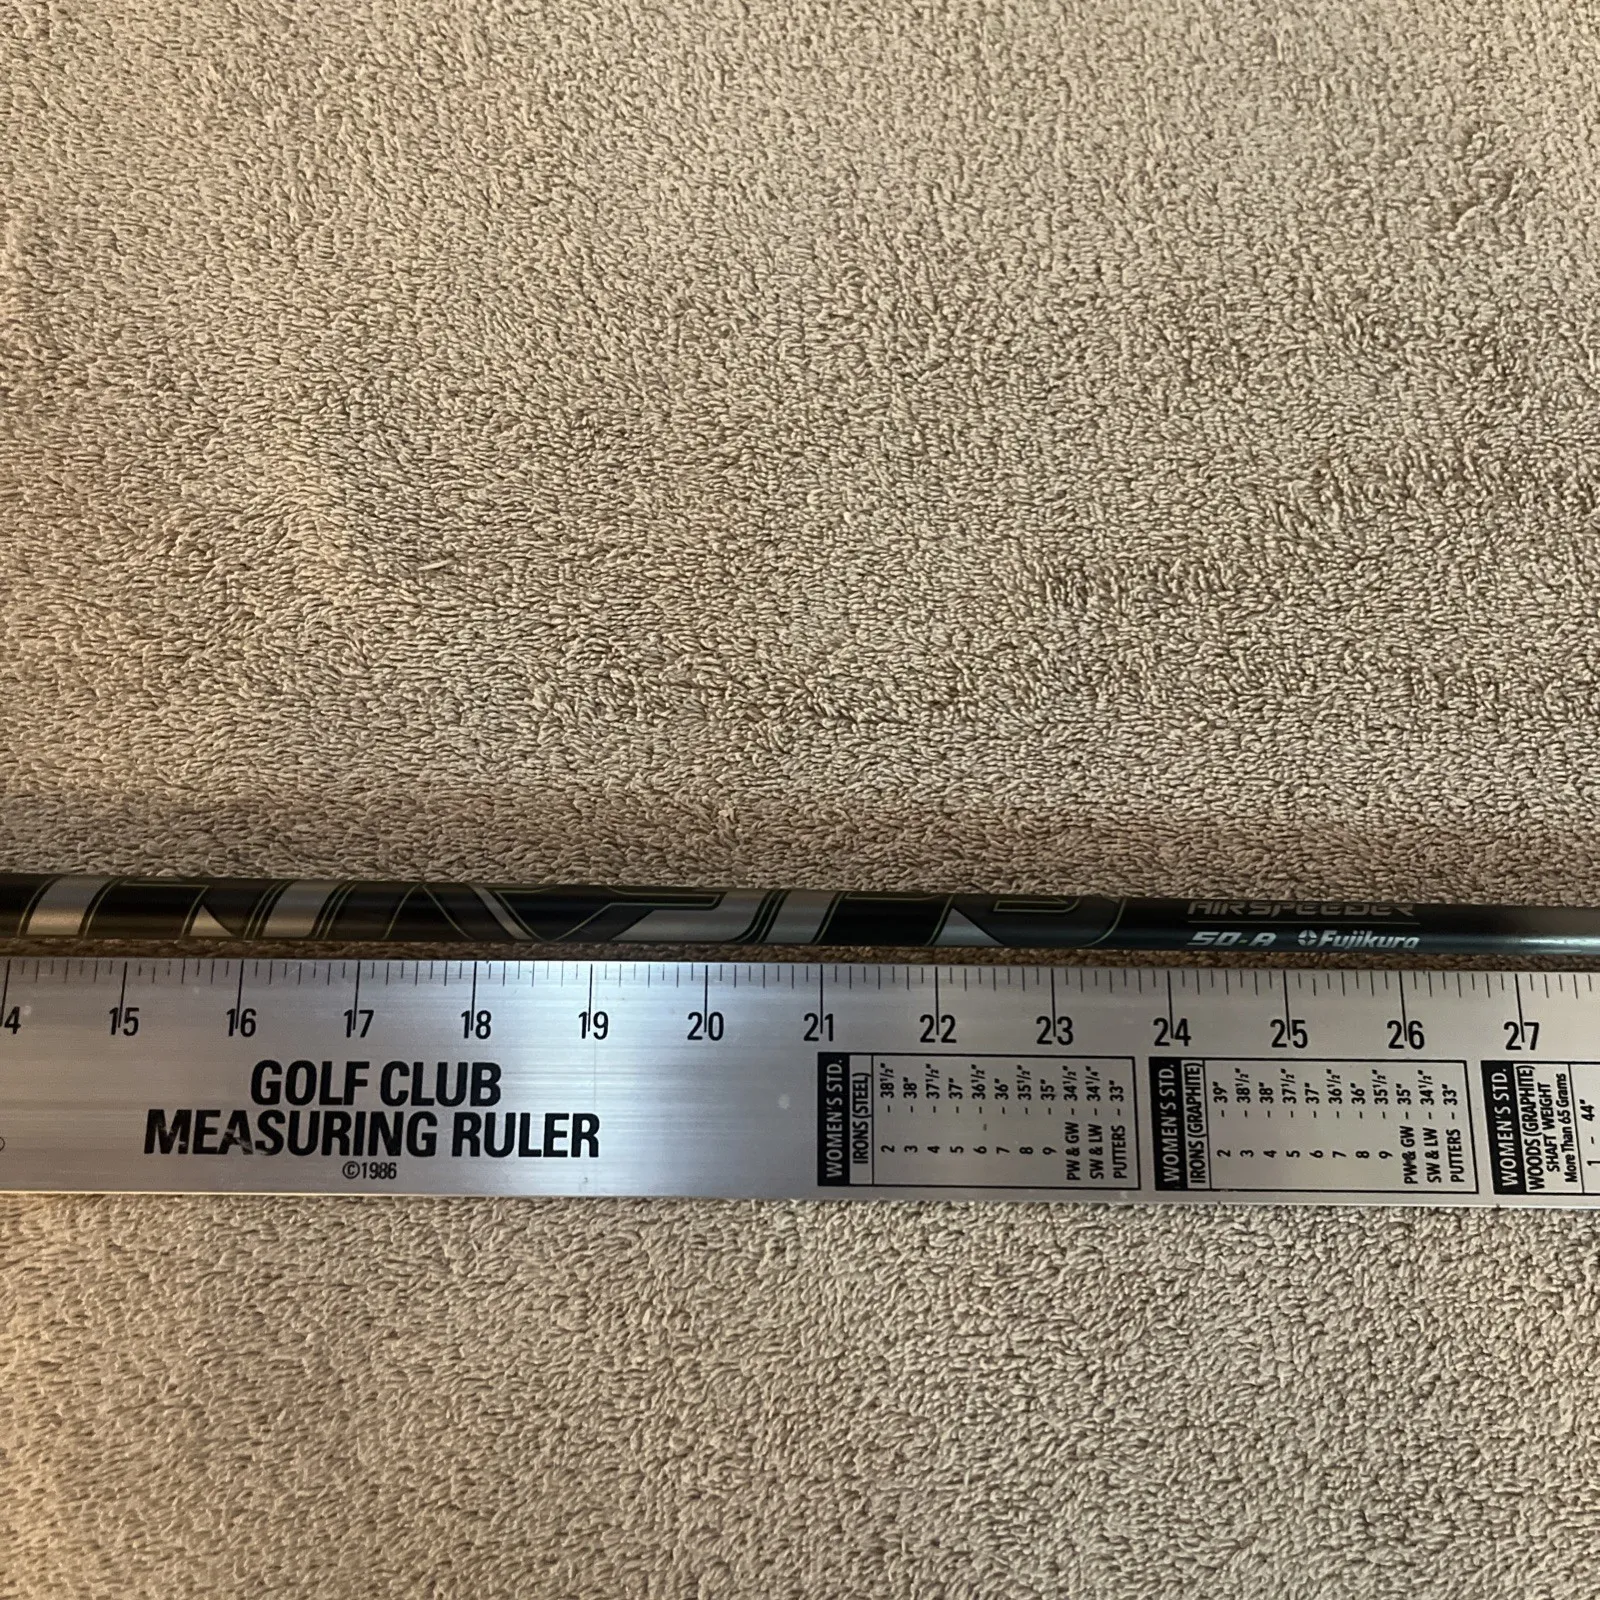 AIR SPEEDER
50-A Fujikura
14 15 16 17 18 19 20 21 22 23 24 25 26 27
GOLF CLUB
MEASURING RULER
©1986
WOMEN'S STD.
IRONS (STEEL)
2 - 38½"
3 - 38"
4 - 37½"
5 - 37"
6 - 36½"
7 - 36"
8 - 35½"
9 - 35"
PW & GW - 34½"
SW & LW - 34¼"
PUTTERS - 33"
WOMEN'S STD.
IRONS (GRAPHITE)
2 - 39"
3 - 38½"
4 - 38"
5 - 37½"
6 - 37"
7 - 36½"
8 - 36"
9 - 35½"
PW & GW - 35"
SW & LW - 34½"
PUTTERS - 33"
WOMEN'S STD.
WOODS (GRAPHITE)
SHAFT WEIGHT
More Than 65 Grams
1 - 44"